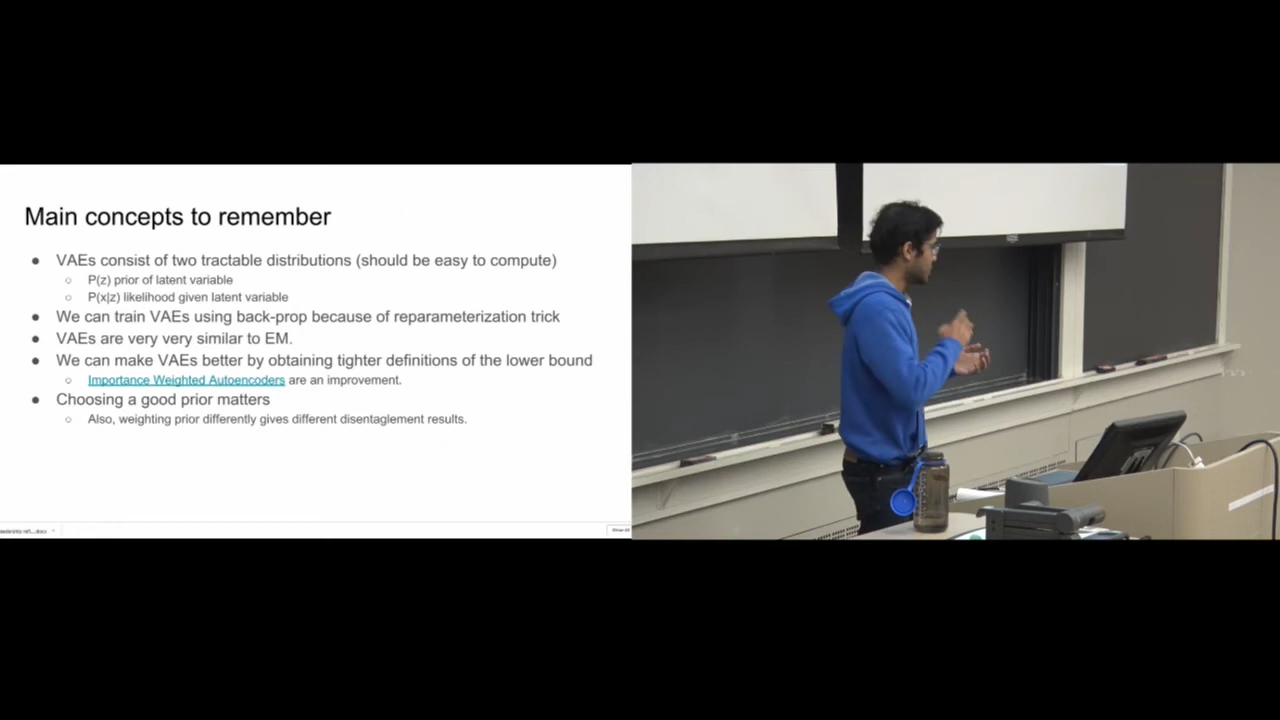 Main concepts to remember
● VAEs consist of two tractable distributions (should be easy to compute)
○ P(z) prior of latent variable
○ P(x|z) likelihood given latent variable
● We can train VAEs using back-prop because of reparameterization trick
● VAEs are very very similar to EM.
● We can make VAEs better by obtaining tighter definitions of the lower bound
○ Importance Weighted Autoencoders are an improvement.
● Choosing a good prior matters
○ Also, weighting prior differently gives different disentaglement results.